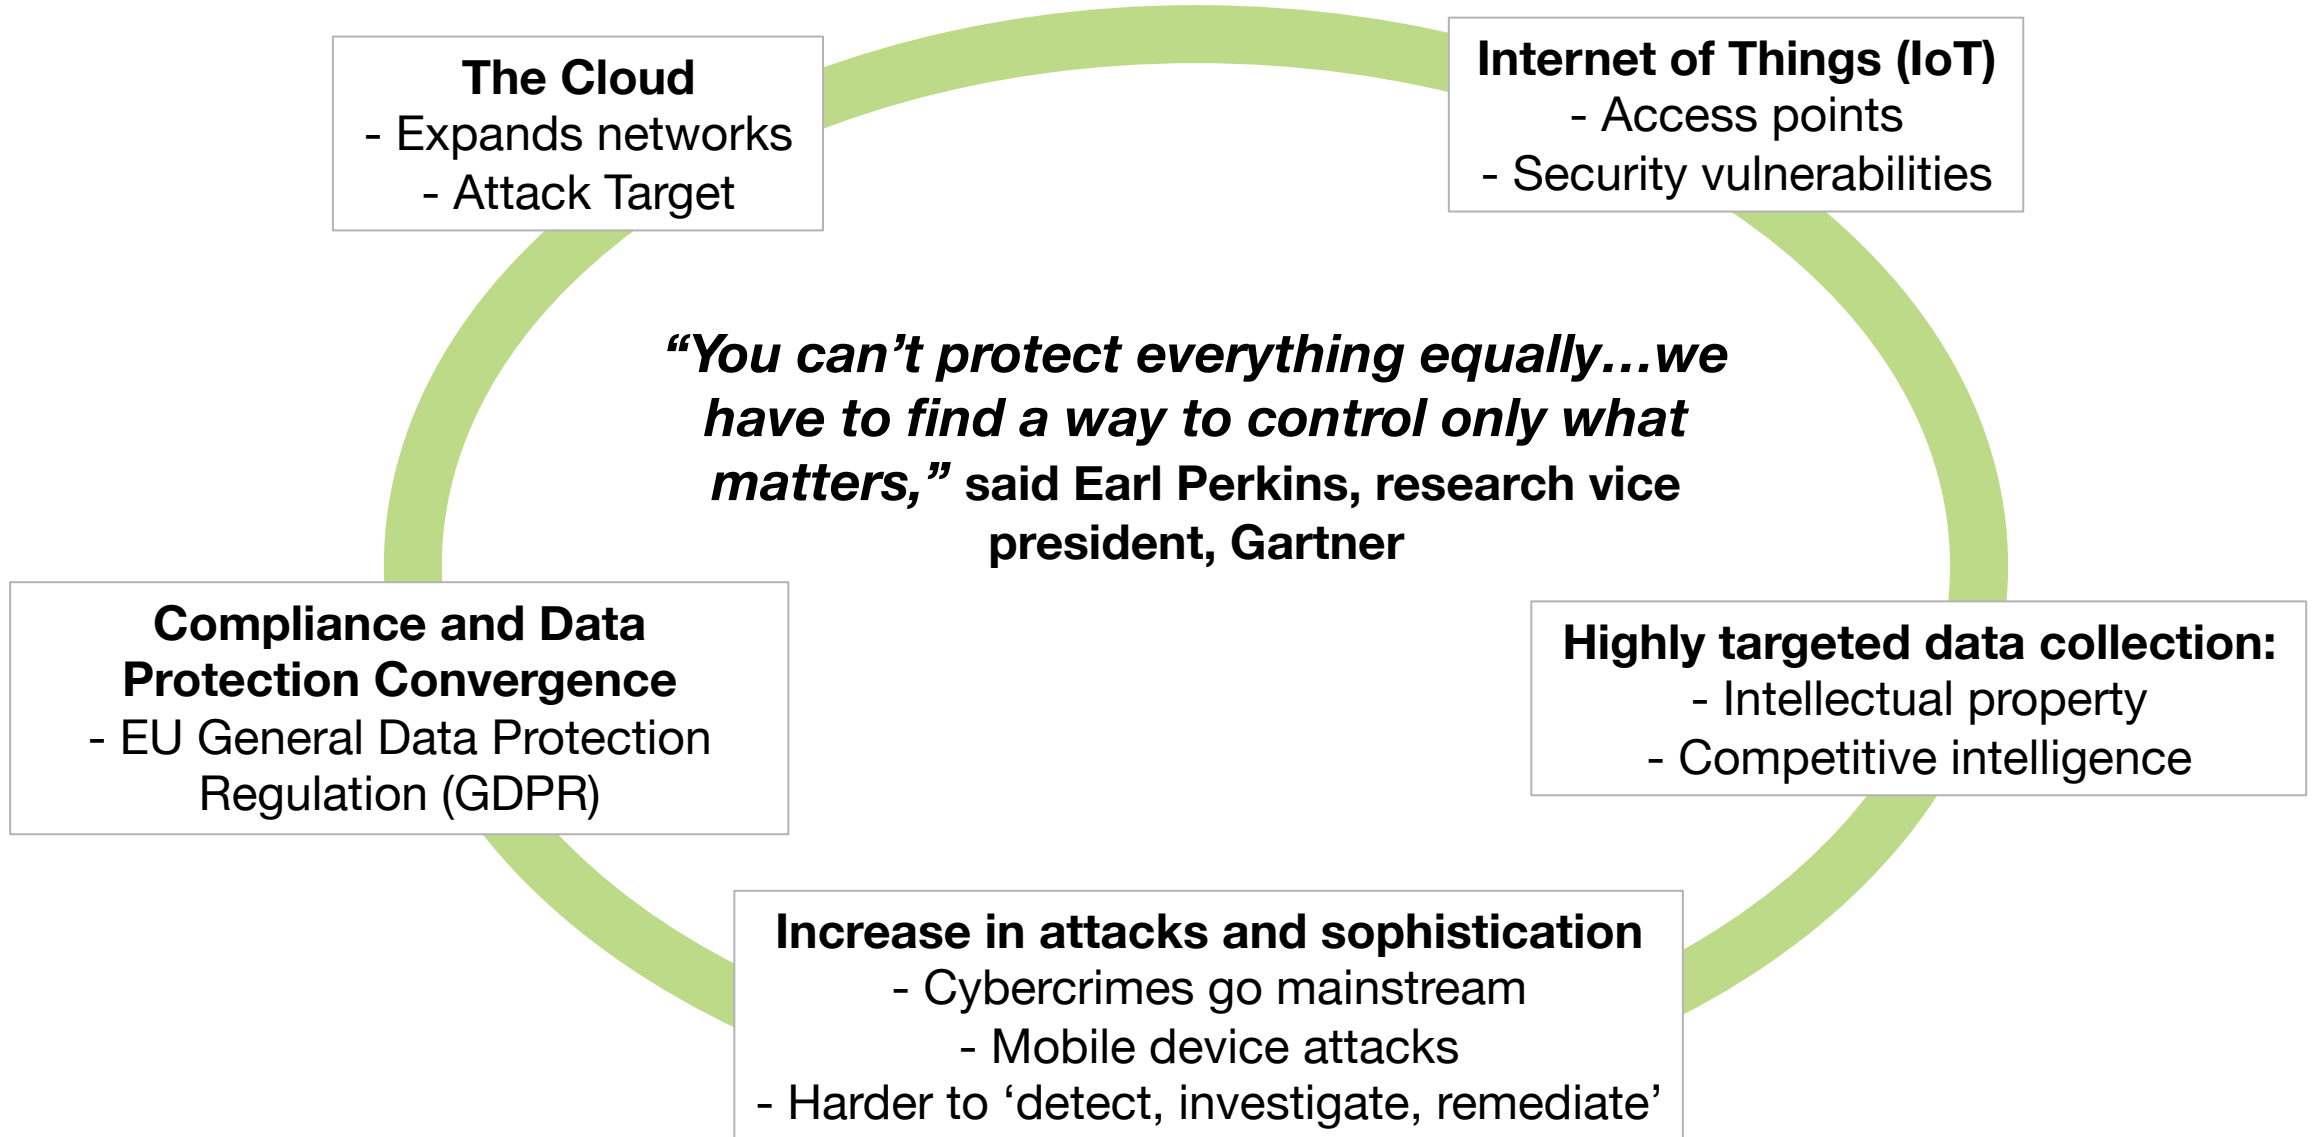 The Cloud
- Expands networks
- Attack Target
Internet of Things (IoT)
- Access points
- Security vulnerabilities
“You can’t protect everything equally...we
have to find a way to control only what
matters,” said Earl Perkins, research vice
president, Gartner
Compliance and Data
Protection Convergence
- EU General Data Protection
Regulation (GDPR)
Highly targeted data collection:
- Intellectual property
- Competitive intelligence
Increase in attacks and sophistication
- Cybercrimes go mainstream
- Mobile device attacks
- Harder to ‘detect, investigate, remediate’